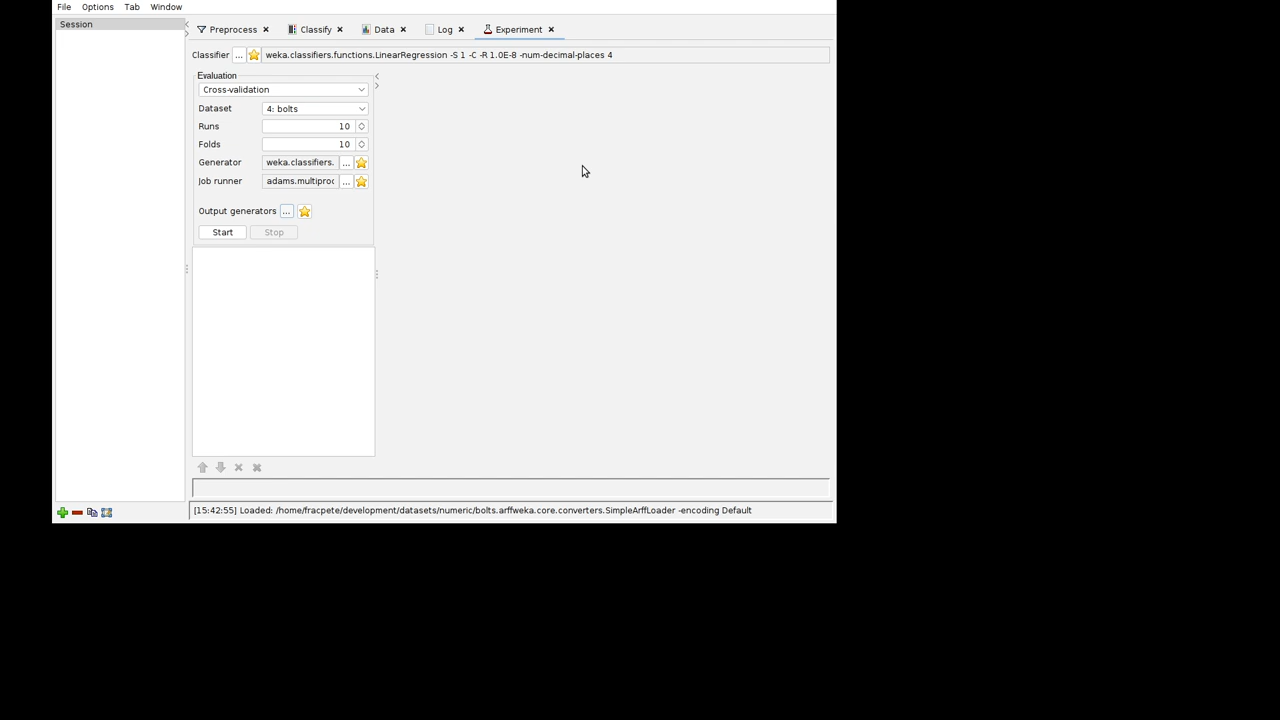 File Options Tab Window
Session
Preprocess Classify Data Log Experiment
Classifier ... weka.classifiers.functions.LinearRegression -S 1 -C -R 1.0E-8 -num-decimal-places 4
Evaluation
Cross-validation
Dataset 4: bolts
Runs 10
Folds 10
Generator weka.classifiers. ...
Job runner adams.multiproc ...
Output generators ...
Start Stop
[15:42:55] Loaded: /home/fracpete/development/datasets/numeric/bolts.arffweka.core.converters.SimpleArffLoader -encoding Default